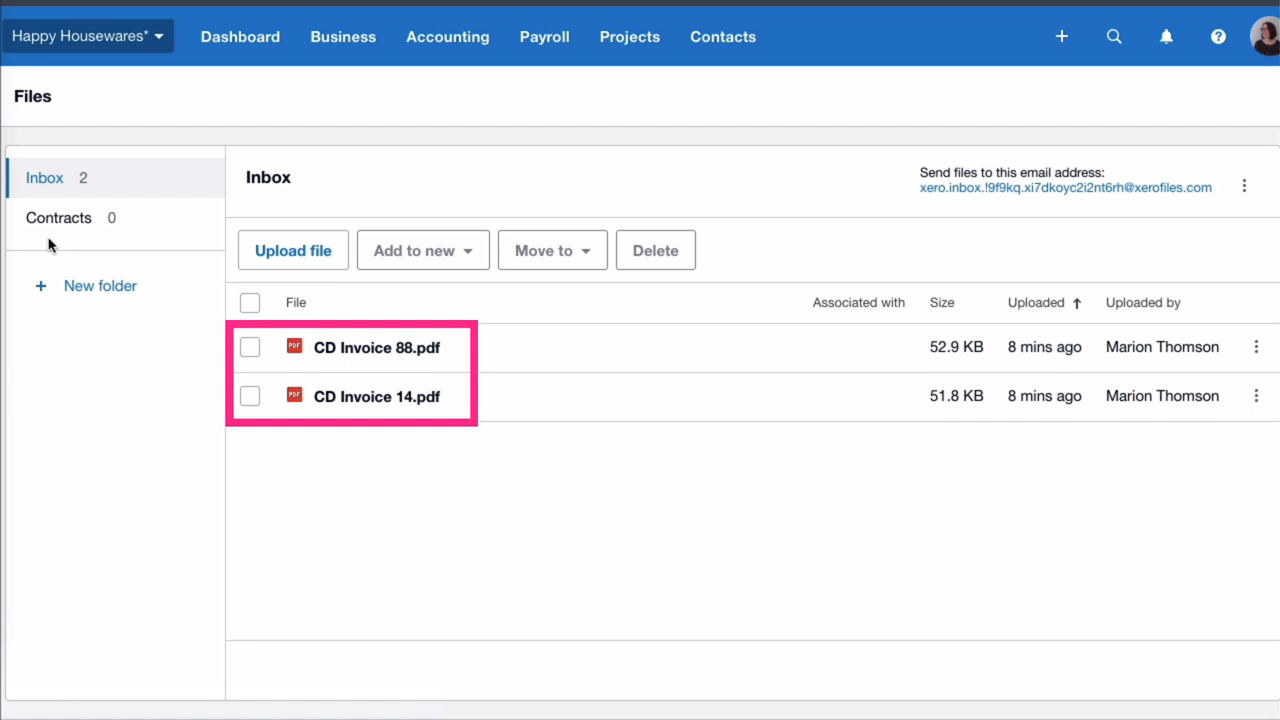 Happy Housewares*
Dashboard Business Accounting Payroll Projects Contacts
Files
Inbox 2
Contracts 0
+ New folder
Inbox
Send files to this email address:
xero.inbox.!9f9kq.xi7dkoyc2i2nt6rh@xerofiles.com
Upload file Add to new Move to Delete
File Associated with Size Uploaded ↑ Uploaded by
PDF CD Invoice 88.pdf 52.9 KB 8 mins ago Marion Thomson
PDF CD Invoice 14.pdf 51.8 KB 8 mins ago Marion Thomson